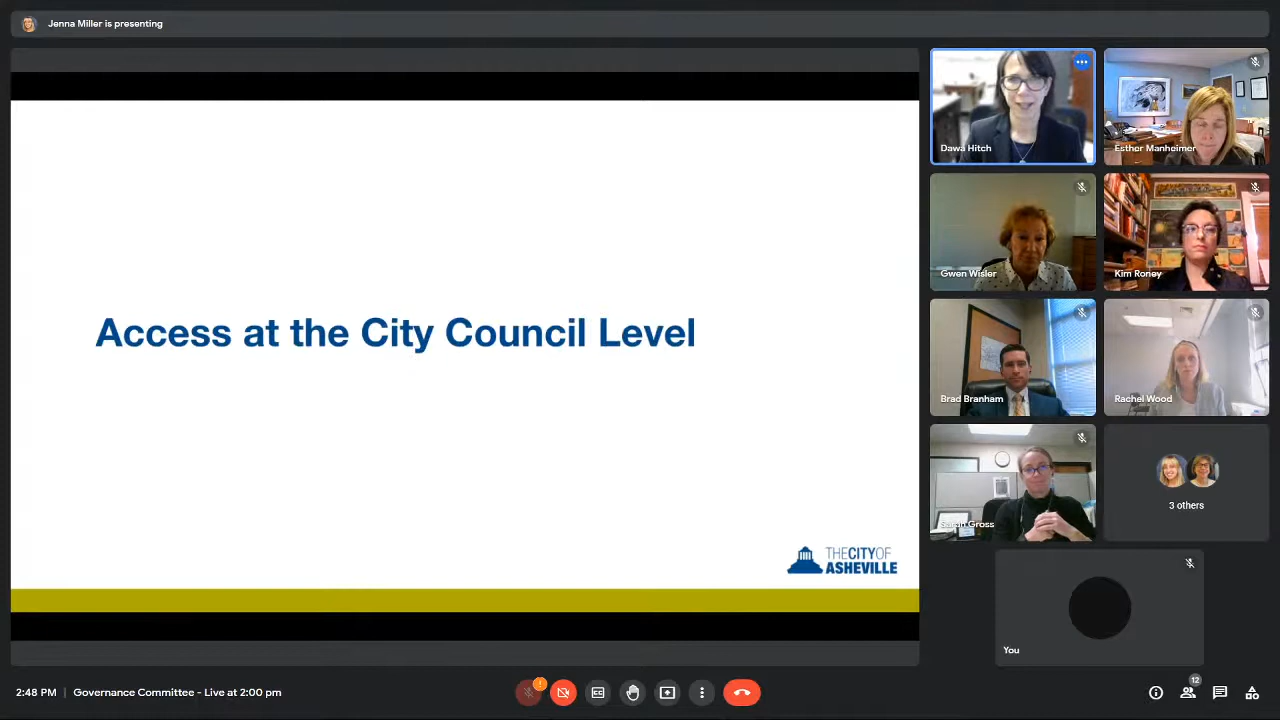 Jenna Miller is presenting
Access at the City Council Level
THE CITY OF
ASHEVILLE
Dawa Hitch
Esther Manheimer
Gwen Wisler
Kim Roney
Brad Branham
Rachel Wood
Sarah Gross
3 others
You
2:48 PM | Governance Committee - Live at 2:00 pm
12